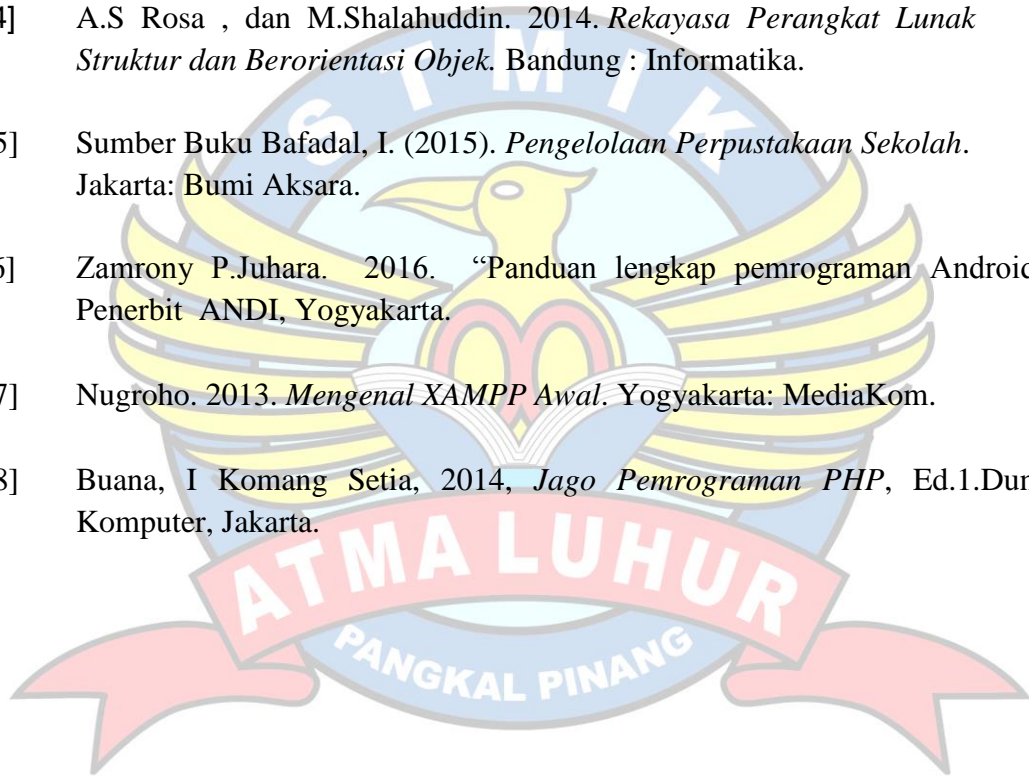 4] A.S Rosa , dan M.Shalahuddin. 2014. Rekayasa Perangkat Lunak
Struktur dan Berorientasi Objek. Bandung : Informatika.
5] Sumber Buku Bafadal, I. (2015). Pengelolaan Perpustakaan Sekolah.
Jakarta: Bumi Aksara.
6] Zamrony P.Juhara. 2016. “Panduan lengkap pemrograman Android
Penerbit ANDI, Yogyakarta.
7] Nugroho. 2013. Mengenal XAMPP Awal. Yogyakarta: MediaKom.
8] Buana, I Komang Setia, 2014, Jago Pemrograman PHP, Ed.1.Dun
Komputer, Jakarta.
STMIK
ATMA LUHUR
PANGKAL PINANG